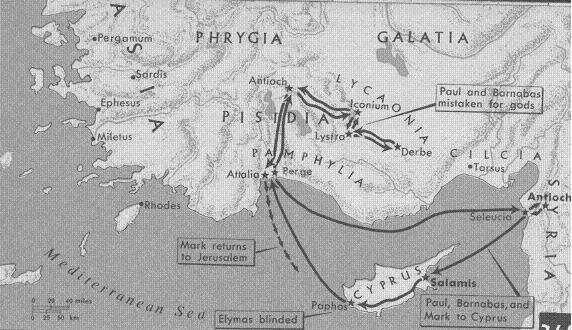 PHRYGIA
GALATIA
ASIA
Pergamum
Sardis
Ephesus
Miletus
Rhodes
Antioch
LYCAONIA
Iconium
PISIDIA
Lystra
Derbe
PAMPHYLIA
Attalia
Perge
CILCIA
Tarsus
Antioch
Seleucia
SYRIA
Paul and Barnabas
mistaken for gods
Mark returns
to Jerusalem
Mediterranean Sea
0 20 40 miles
0 25 50 km
Elymas blinded
Paphos
CYPRUS
Salamis
Paul, Barnabas, and
Mark to Cyprus